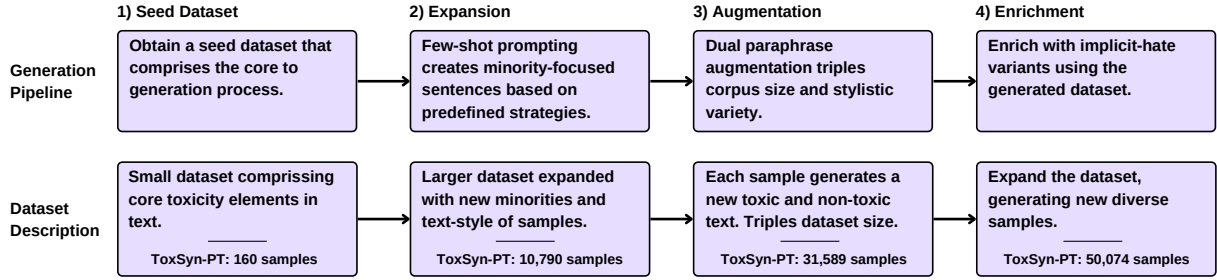 1) Seed Dataset
2) Expansion
3) Augmentation
4) Enrichment
Generation
Pipeline
Obtain a seed dataset that
comprises the core to
generation process.
Few-shot prompting
creates minority-focused
sentences based on
predefined strategies.
Dual paraphrase
augmentation triples
corpus size and stylistic
variety.
Enrich with implicit-hate
variants using the
generated dataset.
Dataset
Description
Small dataset comprissing
core toxicity elements in
text.
ToxSyn-PT: 160 samples
Larger dataset expanded
with new minorities and
text-style of samples.
ToxSyn-PT: 10,790 samples
Each sample generates a
new toxic and non-toxic
text. Triples dataset size.
ToxSyn-PT: 31,589 samples
Expand the dataset,
generating new diverse
samples.
ToxSyn-PT: 50,074 samples